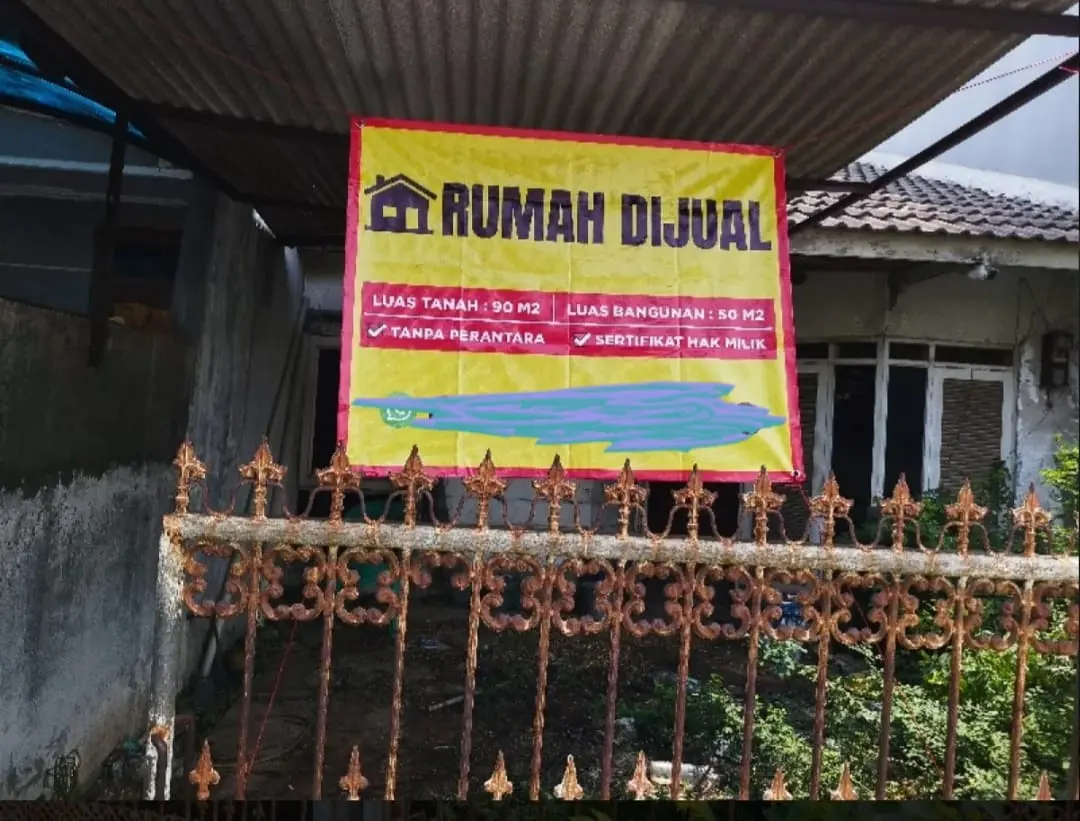 RUMAH DIJUAL
LUAS TANAH : 90 M2 | LUAS BANGUNAN : 50 M2
TANPA PERANTARA SERTIFIKAT HAK MILIK